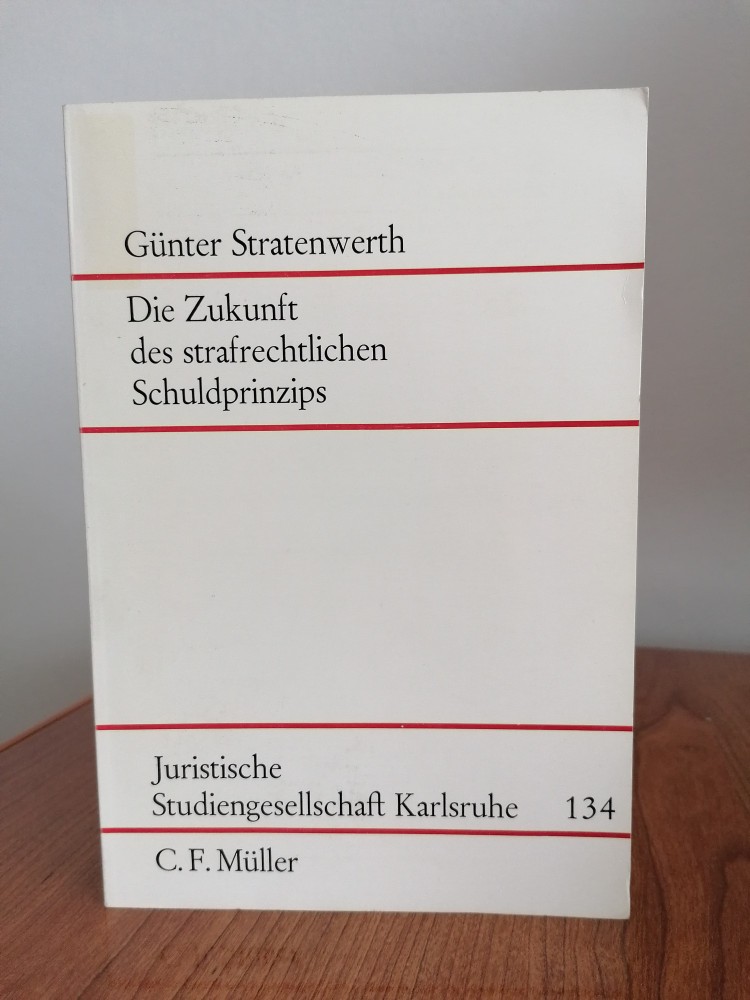 Günter Stratenwerth
Die Zukunft
des strafrechtlichen
Schuldprinzips
Juristische
Studiengesellschaft Karlsruhe 134
C. F. Müller